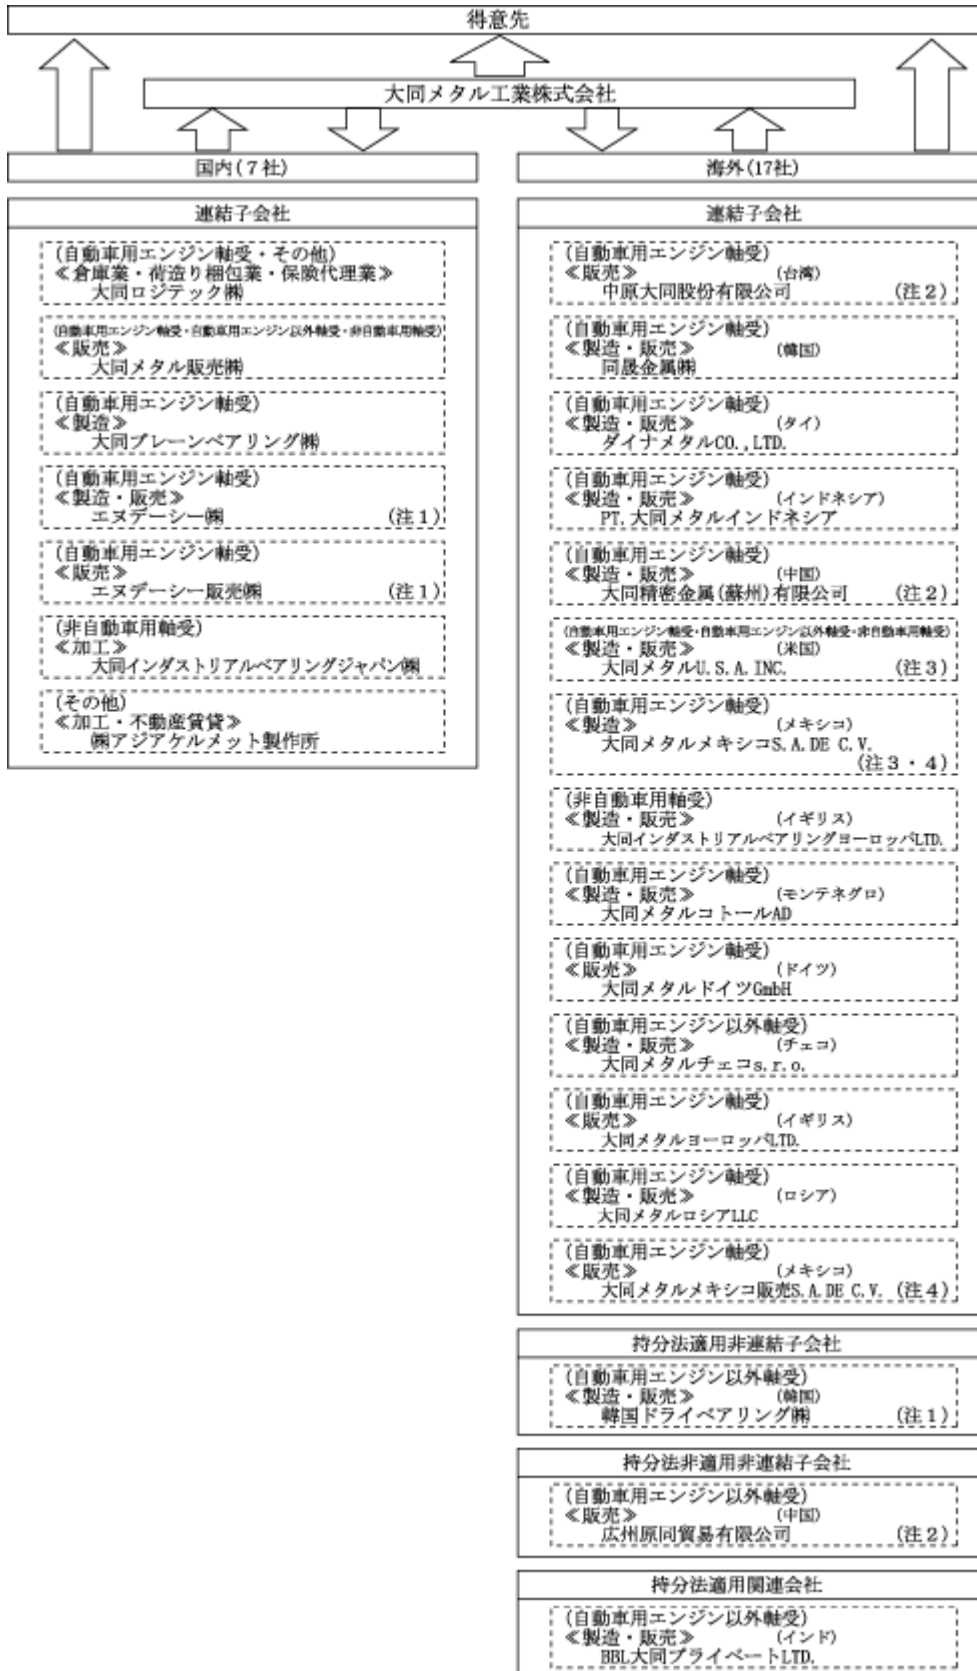 得意先
大同メタル工業株式会社
国内(7社)
連結子会社
(自動車用エンジン軸受・その他)
≪倉庫業・荷造り梱包業・保険代理業≫
大同ロジテック㈱
(自動車用エンジン軸受・自動車用エンジン以外軸受・非自動車用軸受)
≪販売≫
大同メタル販売㈱
(自動車用エンジン軸受)
≪製造≫
大同プレーンベアリング㈱
(自動車用エンジン軸受)
≪製造・販売≫
エヌデーシー㈱ (注1)
(自動車用エンジン軸受)
≪販売≫
エヌデーシー販売㈱ (注1)
(非自動車用軸受)
≪加工≫
大同インダストリアルベアリングジャパン㈱
(その他)
≪加工・不動産賃貸≫
㈱アジアケルメット製作所
海外(17社)
連結子会社
(自動車用エンジン軸受)
≪販売≫ (台湾)
中原大同股份有限公司 (注2)
(自動車用エンジン軸受)
≪製造・販売≫ (韓国)
同晟金属㈱
(自動車用エンジン軸受)
≪製造・販売≫ (タイ)
ダイナメタルCO.,LTD.
(自動車用エンジン軸受)
≪製造・販売≫ (インドネシア)
PT.大同メタルインドネシア
(自動車用エンジン軸受)
≪製造・販売≫ (中国)
大同精密金属(蘇州)有限公司 (注2)
(自動車用エンジン軸受・自動車用エンジン以外軸受・非自動車用軸受)
≪製造・販売≫ (米国)
大同メタルU.S.A.INC. (注3)
(自動車用エンジン軸受)
≪製造≫ (メキシコ)
大同メタルメキシコS.A.DE C.V.
(注3・4)
(非自動車用軸受)
≪製造・販売≫ (イギリス)
大同インダストリアルベアリングヨーロッパLTD.
(自動車用エンジン軸受)
≪製造・販売≫ (モンテネグロ)
大同メタルコトールAD
(自動車用エンジン軸受)
≪販売≫ (ドイツ)
大同メタルドイツGmbH
(自動車用エンジン以外軸受)
≪製造・販売≫ (チェコ)
大同メタルチェコs.r.o.
(自動車用エンジン軸受)
≪販売≫ (イギリス)
大同メタルヨーロッパLTD.
(自動車用エンジン軸受)
≪製造・販売≫ (ロシア)
大同メタルロシアLLC
(自動車用エンジン軸受)
≪販売≫ (メキシコ)
大同メタルメキシコ販売S.A.DE C.V. (注4)
持分法適用非連結子会社
(自動車用エンジン以外軸受)
≪製造・販売≫ (韓国)
韓国ドライベアリング㈱ (注1)
持分法非適用非連結子会社
(自動車用エンジン以外軸受)
≪販売≫ (中国)
広州原同貿易有限公司 (注2)
持分法適用関連会社
(自動車用エンジン以外軸受)
≪製造・販売≫ (インド)
BBL大同プライベートLTD.